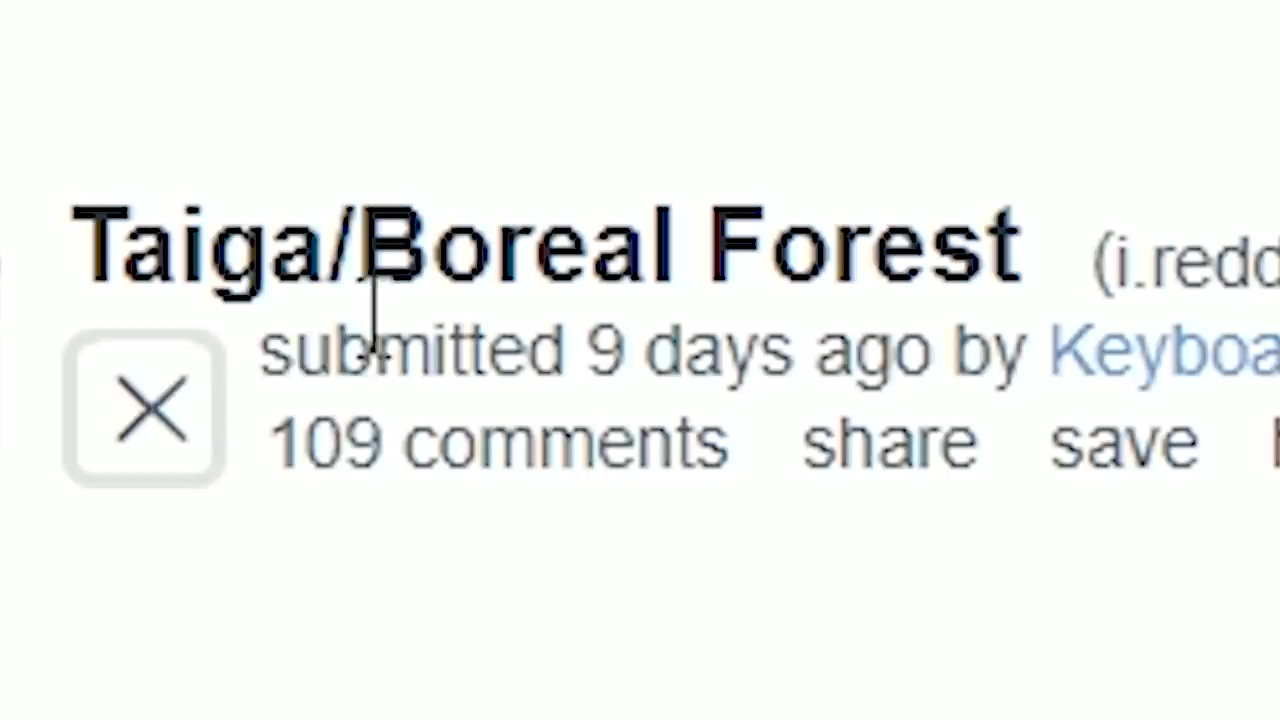 Taiga/Boreal Forest (i.redd
submitted 9 days ago by Keyboa
109 comments share save